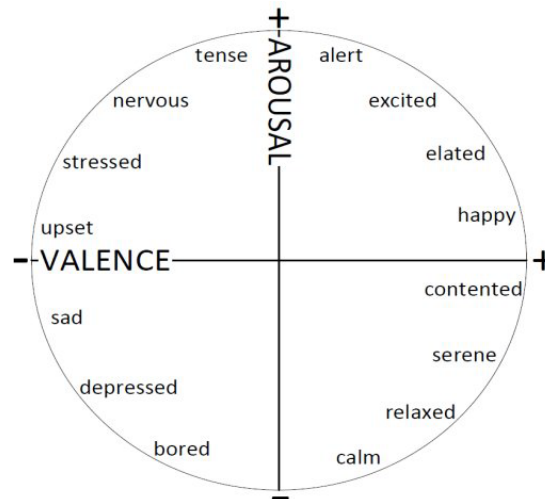 +
tense
AROUSAL
alert
nervous
excited
stressed
elated
upset
happy
- VALENCE +
contented
sad
serene
depressed
relaxed
bored
calm
-